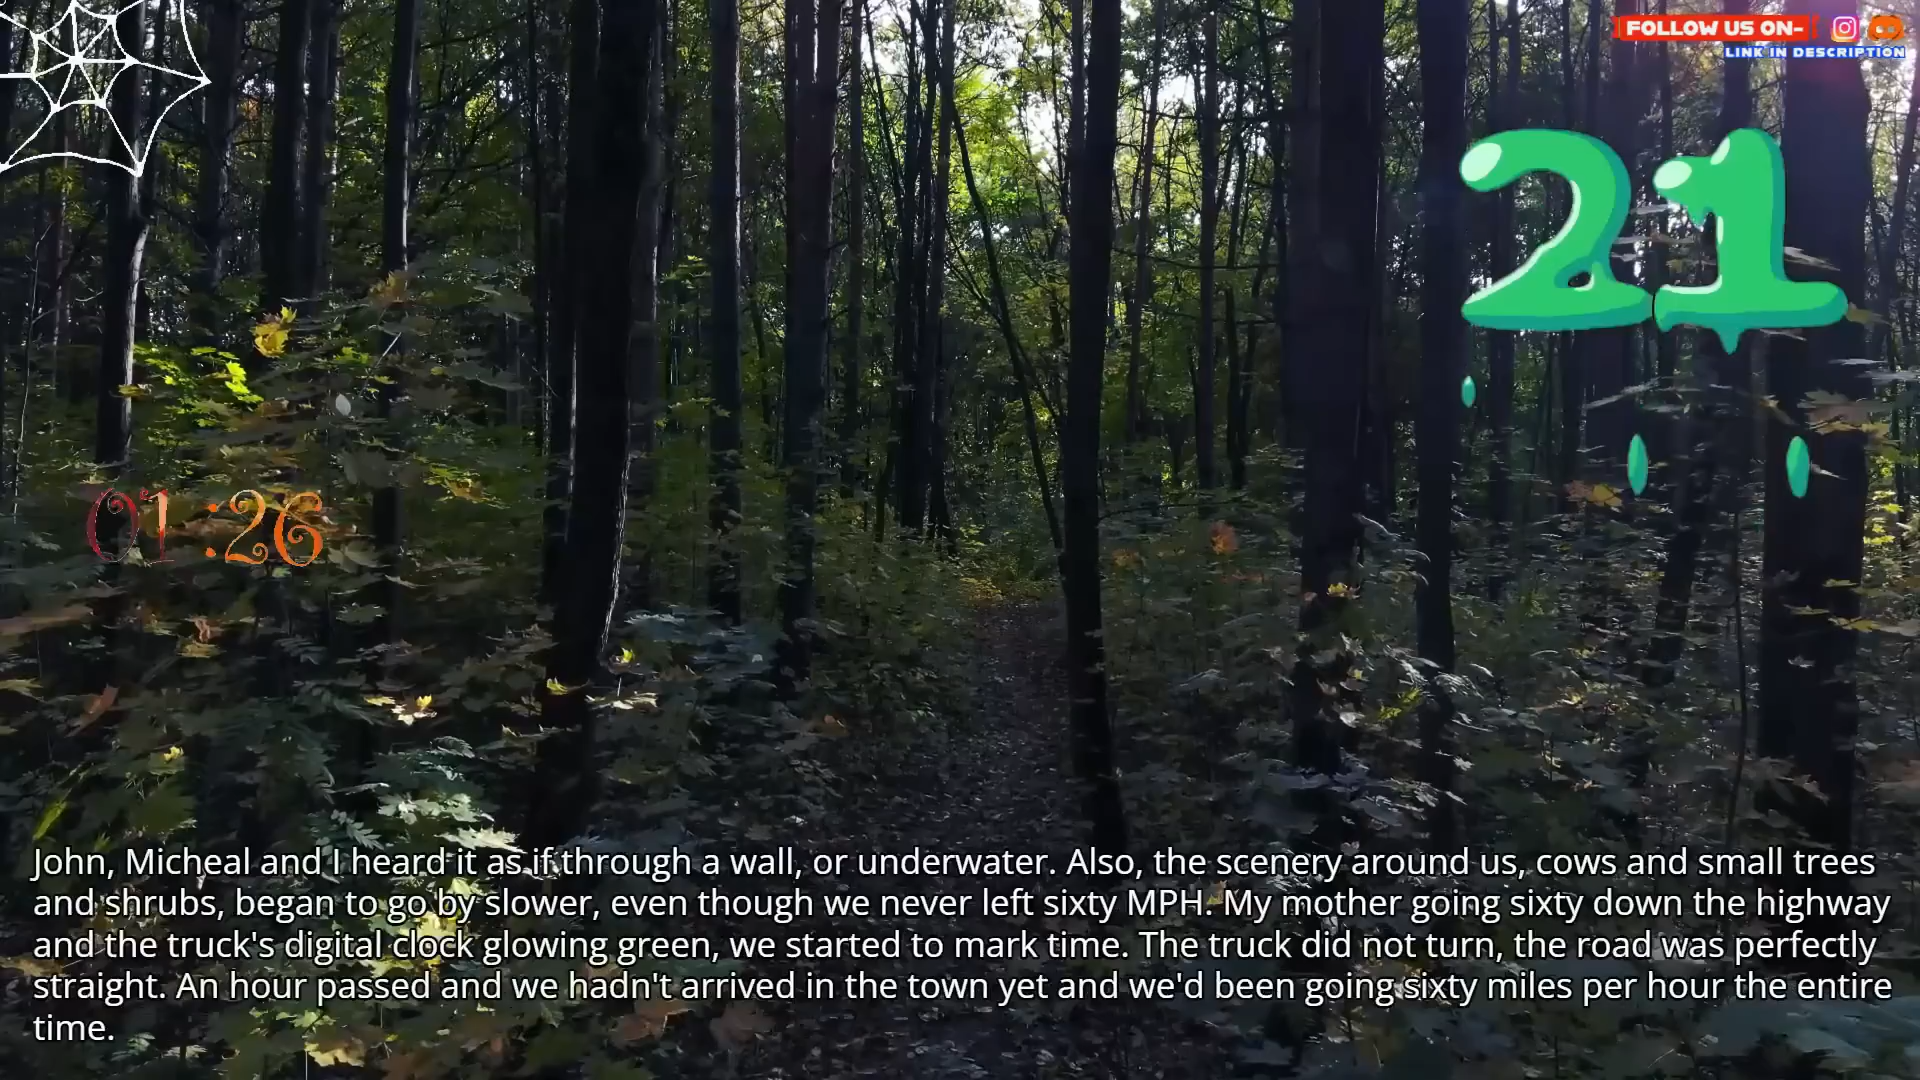 FOLLOW US ON-
LINK IN DESCRIPTION
21
01:26
John, Micheal and I heard it as if through a wall, or underwater. Also, the scenery around us, cows and small trees
and shrubs, began to go by slower, even though we never left sixty MPH. My mother going sixty down the highway
and the truck's digital clock glowing green, we started to mark time. The truck did not turn, the road was perfectly
straight. An hour passed and we hadn't arrived in the town yet and we'd been going sixty miles per hour the entire
time.